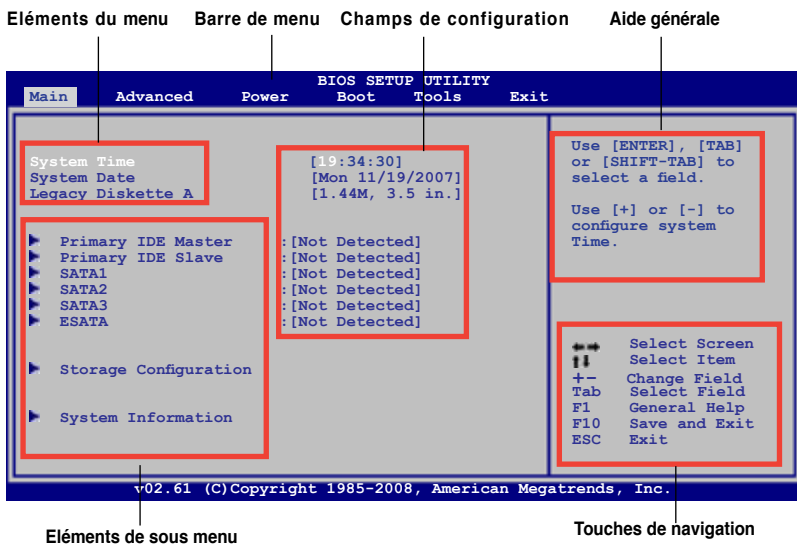 Eléments du menu Barre de menu Champs de configuration Aide générale
BIOS SETUP UTILITY
Main Advanced Power Boot Tools Exit
System Time [19:34:30]
System Date [Mon 11/19/2007]
Legacy Diskette A [1.44M, 3.5 in.]
Primary IDE Master :[Not Detected]
Primary IDE Slave :[Not Detected]
SATA1 :[Not Detected]
SATA2 :[Not Detected]
SATA3 :[Not Detected]
ESATA :[Not Detected]
Storage Configuration
System Information
Use [ENTER], [TAB]
or [SHIFT-TAB] to
select a field.
Use [+] or [-] to
configure system
Time.
←→ Select Screen
↑↓ Select Item
+- Change Field
Tab Select Field
F1 General Help
F10 Save and Exit
ESC Exit
v02.61 (C)Copyright 1985-2008, American Megatrends, Inc.
Eléments de sous menu Touches de navigation